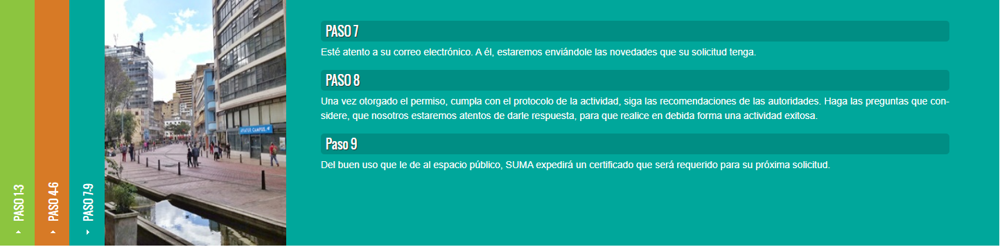 PASO 1-3
PASO 4-6
PASO 7-9
AVIATUR CAMPUS
PASO 7
Esté atento a su correo electrónico. A él, estaremos enviándole las novedades que su solicitud tenga.
PASO 8
Una vez otorgado el permiso, cumpla con el protocolo de la actividad, siga las recomendaciones de las autoridades. Haga las preguntas que con-
sidere, que nosotros estaremos atentos de darle respuesta, para que realice en debida forma una actividad exitosa.
Paso 9
Del buen uso que le de al espacio público, SUMA expedirá un certificado que será requerido para su próxima solicitud.